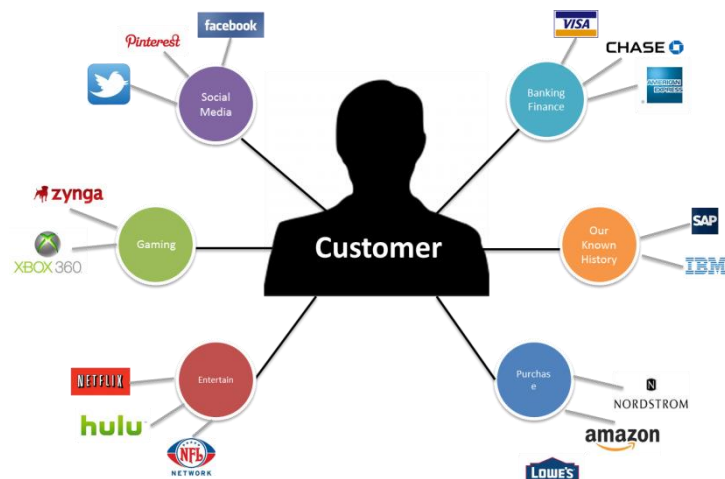 facebook
Pinterest
Social
Media
VISA
CHASE
Banking
Finance
AMERICAN
EXPRESS
zynga
Gaming
XBOX 360
Customer
Our
Known
History
SAP
IBM
NETFLIX
Entertain
hulu
NFL
NETWORK
Purchas
e
N
NORDSTROM
amazon
LOWE'S